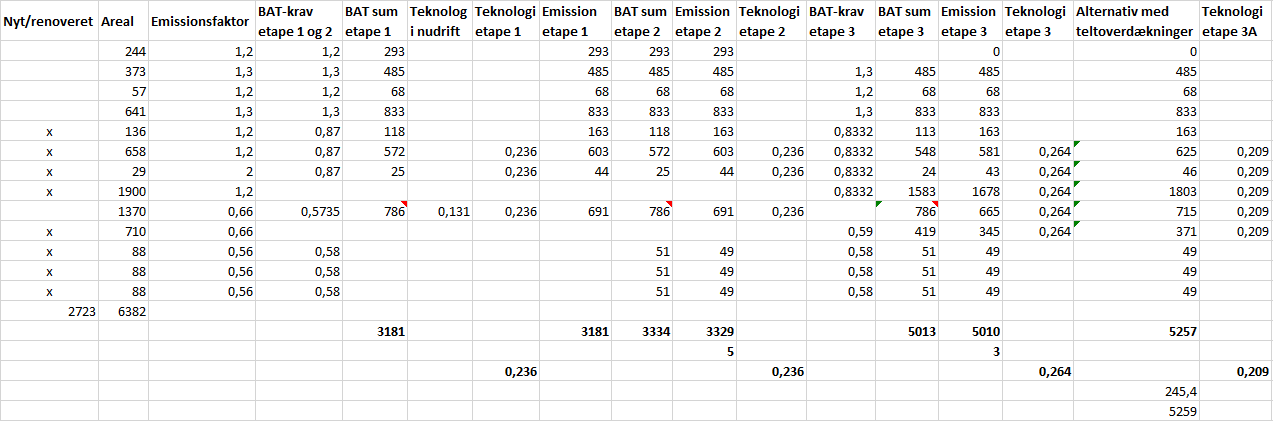 Nyt/renoveret Areal Emissionsfaktor BAT-krav etape 1 og 2 BAT sum etape 1 Teknolog i nudrift Teknologi etape 1 Emission etape 1 BAT sum etape 2 Emission etape 2 Teknologi etape 2 BAT-krav etape 3 BAT sum etape 3 Emission etape 3 Teknologi etape 3 Alternativ med teltoverdækninger Teknologi etape 3A
244 1,2 1,2 293 293 293 293 0 0
373 1,3 1,3 485 485 485 485 1,3 485 485 485
57 1,2 1,2 68 68 68 68 1,2 68 68 68
641 1,3 1,3 833 833 833 833 1,3 833 833 833
x 136 1,2 0,87 118 163 118 163 0,8332 113 163 163
x 658 1,2 0,87 572 0,236 603 572 603 0,236 0,8332 548 581 0,264 625 0,209
x 29 2 0,87 25 0,236 44 25 44 0,236 0,8332 24 43 0,264 46 0,209
x 1900 1,2 0,8332 1583 1678 0,264 1803 0,209
1370 0,66 0,5735 786 0,131 0,236 691 786 691 0,236 786 665 0,264 715 0,209
x 710 0,66 0,59 419 345 0,264 371 0,209
x 88 0,56 0,58 51 49 0,58 51 49 49
x 88 0,56 0,58 51 49 0,58 51 49 49
x 88 0,56 0,58 51 49 0,58 51 49 49
2723 6382
3181 3181 3334 3329 5013 5010 5257
5 3
0,236 0,236 0,264 0,209
245,4
5259